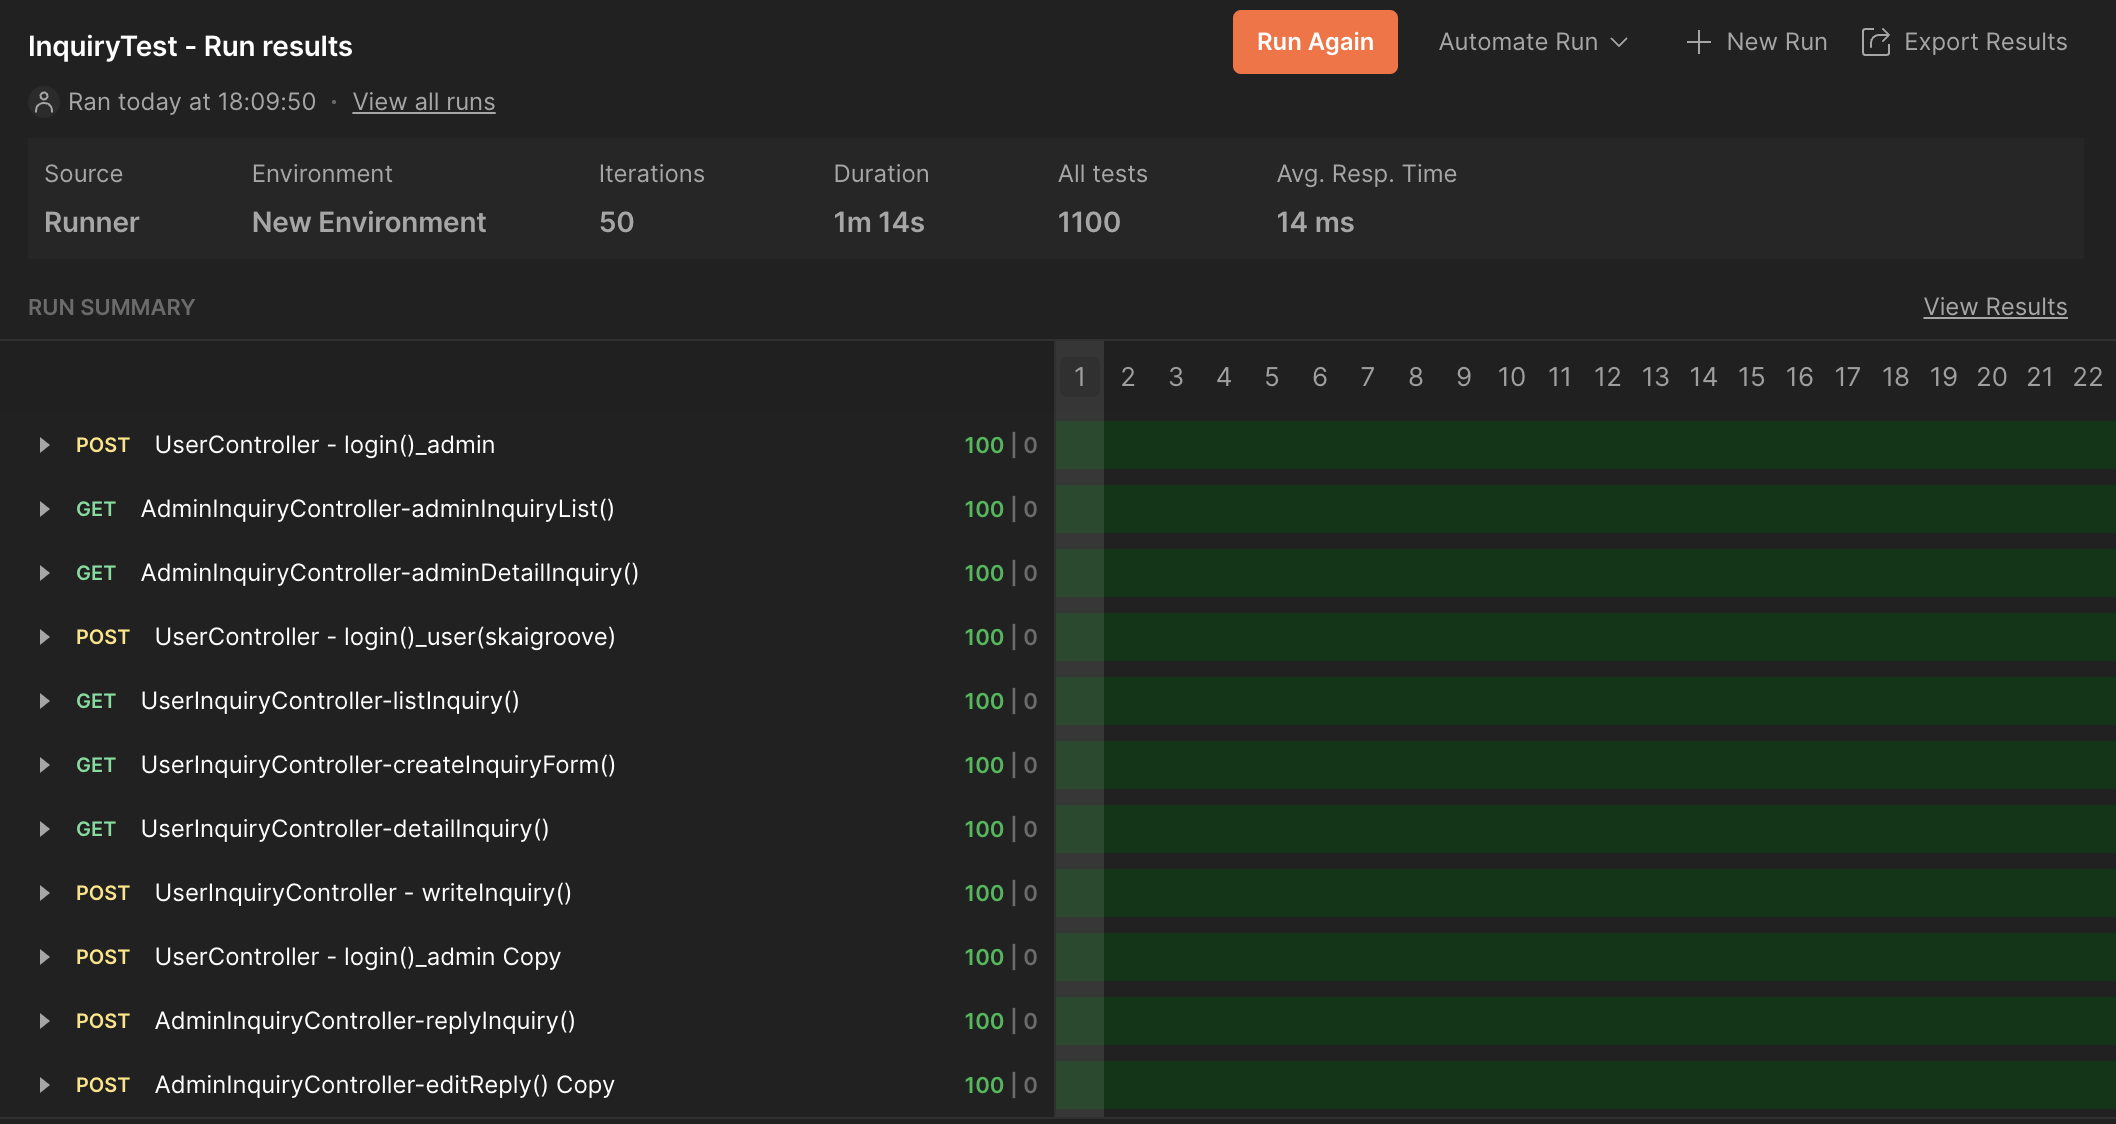 InquiryTest - Run results
Run Again
Automate Run
New Run
Export Results
Ran today at 18:09:50 · View all runs
Source Environment Iterations Duration All tests Avg. Resp. Time
Runner New Environment 50 1m 14s 1100 14 ms
RUN SUMMARY
View Results
1 2 3 4 5 6 7 8 9 10 11 12 13 14 15 16 17 18 19 20 21 22
POST UserController - login()_admin 100 | 0
GET AdminInquiryController-adminInquiryList() 100 | 0
GET AdminInquiryController-adminDetailInquiry() 100 | 0
POST UserController - login()_user(skaigroove) 100 | 0
GET UserInquiryController-listInquiry() 100 | 0
GET UserInquiryController-createInquiryForm() 100 | 0
GET UserInquiryController-detailInquiry() 100 | 0
POST UserInquiryController - writeInquiry() 100 | 0
POST UserController - login()_admin Copy 100 | 0
POST AdminInquiryController-replyInquiry() 100 | 0
POST AdminInquiryController-editReply() Copy 100 | 0